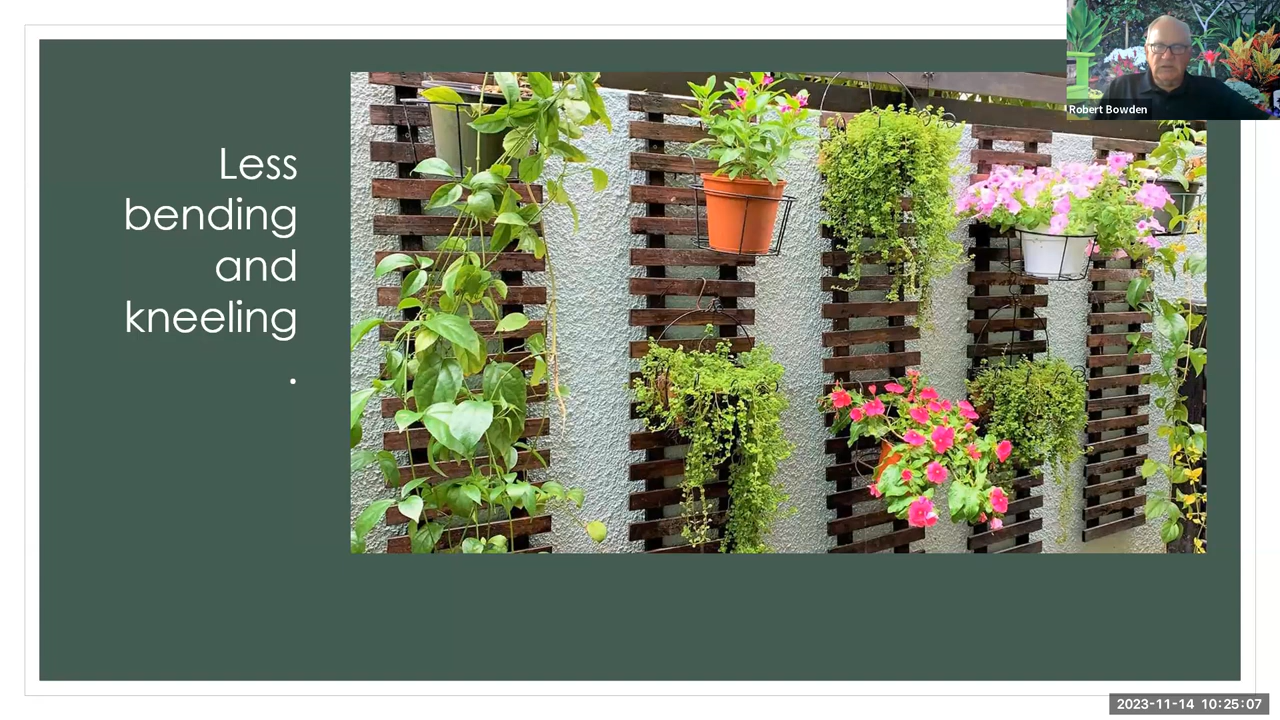 Less
bending
and
kneeling
.
Robert Bowden
2023-11-14 10:25:07